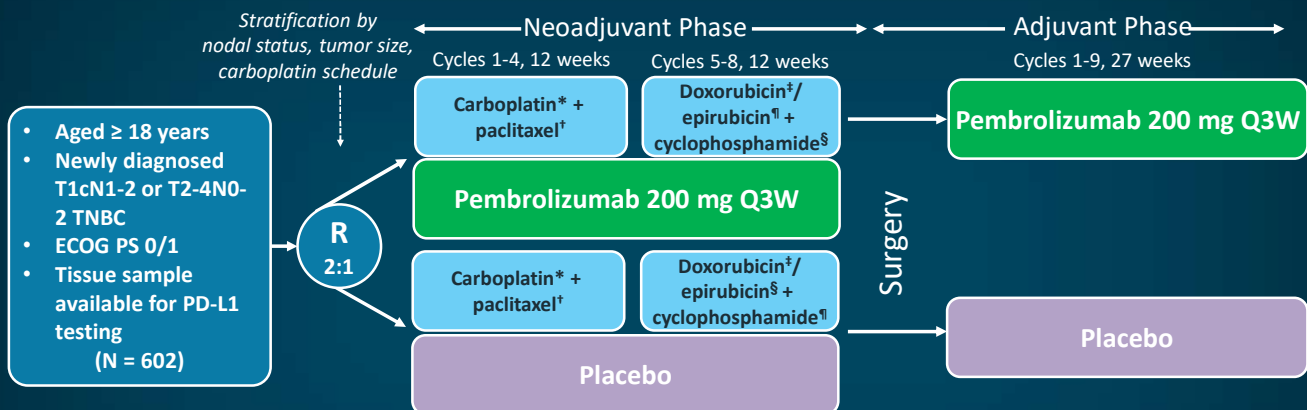 Stratification by
nodal status, tumor size,
carboplatin schedule
Neoadjuvant Phase
Adjuvant Phase
Cycles 1-4, 12 weeks
Cycles 5-8, 12 weeks
Cycles 1-9, 27 weeks
• Aged ≥ 18 years
• Newly diagnosed
T1cN1-2 or T2-4N0-
2 TNBC
• ECOG PS 0/1
• Tissue sample
available for PD-L1
testing
(N = 602)
R
2:1
Carboplatin* +
paclitaxel†
Doxorubicin‡/
epirubicin¶ +
cyclophosphamide§
Pembrolizumab 200 mg Q3W
Carboplatin* +
paclitaxel†
Doxorubicin‡/
epirubicin§ +
cyclophosphamide¶
Placebo
Surgery
Pembrolizumab 200 mg Q3W
Placebo